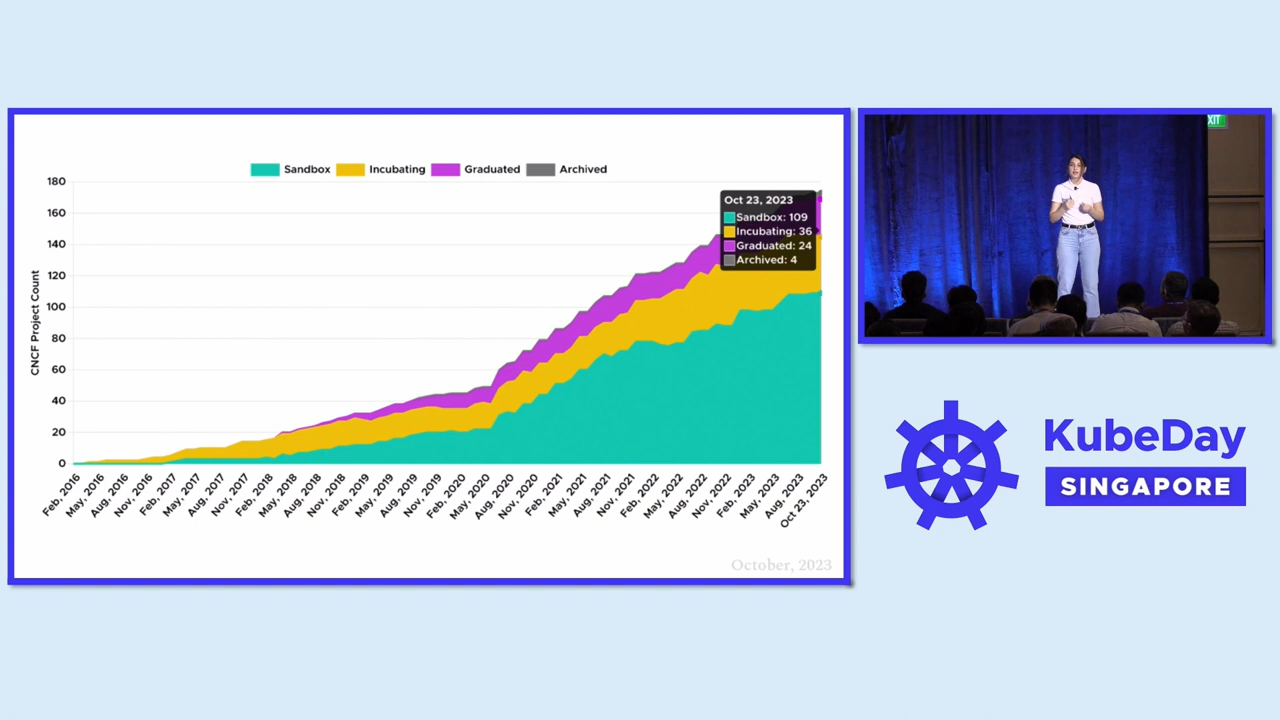 Sandbox Incubating Graduated Archived
180
160
140
120
100
80
60
40
20
0
CNCF Project Count
Oct 23, 2023
Sandbox: 109
Incubating: 36
Graduated: 24
Archived: 4
Feb, 2016
May, 2016
Aug, 2016
Nov, 2016
Feb, 2017
May, 2017
Aug, 2017
Nov, 2017
Feb, 2018
May, 2018
Aug, 2018
Nov, 2018
Feb, 2019
May, 2019
Aug, 2019
Nov, 2019
Feb, 2020
May, 2020
Aug, 2020
Nov, 2020
Feb, 2021
May, 2021
Aug, 2021
Nov, 2021
Feb, 2022
May, 2022
Aug, 2022
Nov, 2022
Feb, 2023
May, 2023
Aug, 2023
Oct 23, 2023
October, 2023
XIT
KubeDay
SINGAPORE